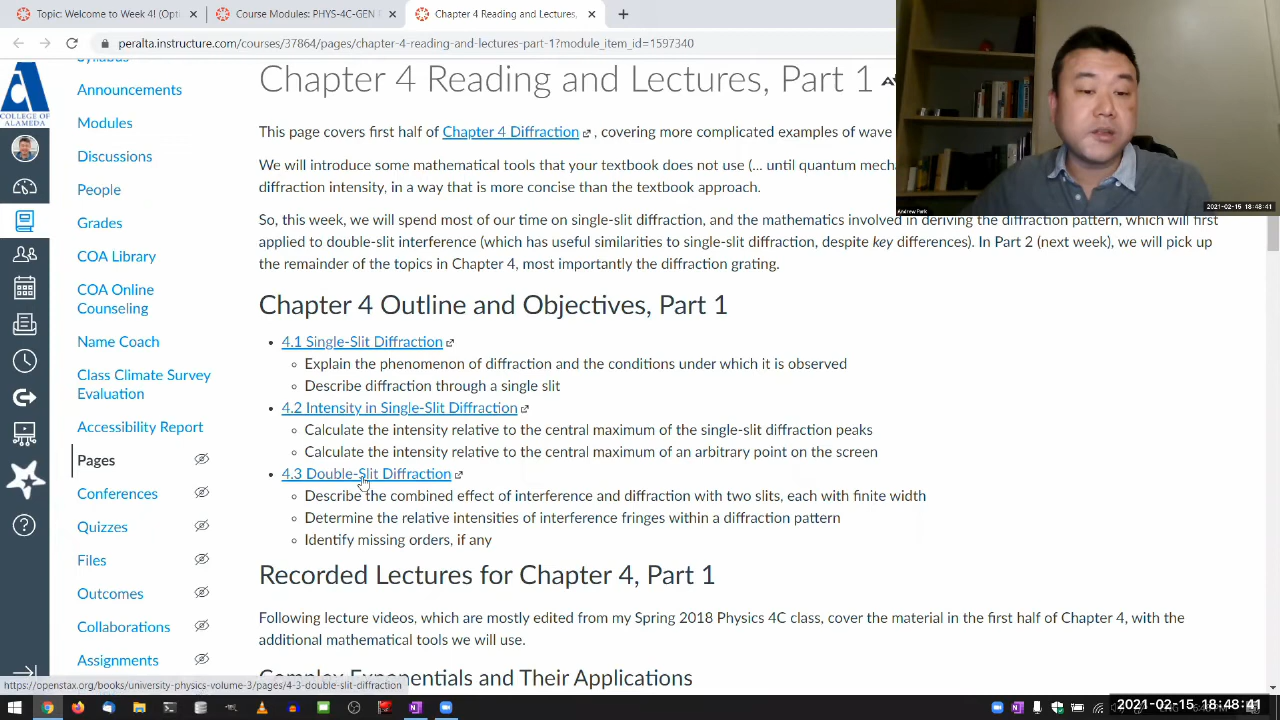 Topic: Week to Week 4! (Opt
Course Modules: PHYS-4C-GEN E
Chapter 4 Reading and Lectures,
peralta.instructure.com/courses/37864/pages/chapter-4-reading-and-lectures-part-1?module_item_id=1597340
COLLEGE OF
ALAMEDA
Syllabus
Announcements
Modules
Discussions
People
Grades
COA Library
COA Online
Counseling
Name Coach
Class Climate Survey
Evaluation
Accessibility Report
Pages
Conferences
Quizzes
Files
Outcomes
Collaborations
Assignments
Chapter 4 Reading and Lectures, Part 1
This page covers first half of Chapter 4 Diffraction , covering more complicated examples of wave
We will introduce some mathematical tools that your textbook does not use (... until quantum mech
diffraction intensity, in a way that is more concise than the textbook approach.
So, this week, we will spend most of our time on single-slit diffraction, and the mathematics involved in deriving the diffraction pattern, which will first
applied to double-slit interference (which has useful similarities to single-slit diffraction, despite key differences). In Part 2 (next week), we will pick up
the remainder of the topics in Chapter 4, most importantly the diffraction grating.
Chapter 4 Outline and Objectives, Part 1
4.1 Single-Slit Diffraction
Explain the phenomenon of diffraction and the conditions under which it is observed
Describe diffraction through a single slit
4.2 Intensity in Single-Slit Diffraction
Calculate the intensity relative to the central maximum of the single-slit diffraction peaks
Calculate the intensity relative to the central maximum of an arbitrary point on the screen
4.3 Double-Slit Diffraction
Describe the combined effect of interference and diffraction with two slits, each with finite width
Determine the relative intensities of interference fringes within a diffraction pattern
Identify missing orders, if any
Recorded Lectures for Chapter 4, Part 1
Following lecture videos, which are mostly edited from my Spring 2018 Physics 4C class, cover the material in the first half of Chapter 4, with the
additional mathematical tools we will use.
Complex Exponentials and Their Applications
https://openstax.org/books/university-physics-volume-3/pages/4-3-double-slit-diffraction
Andrew Park
2021-02-15 18:48:41
2021-02-15 18:48:41